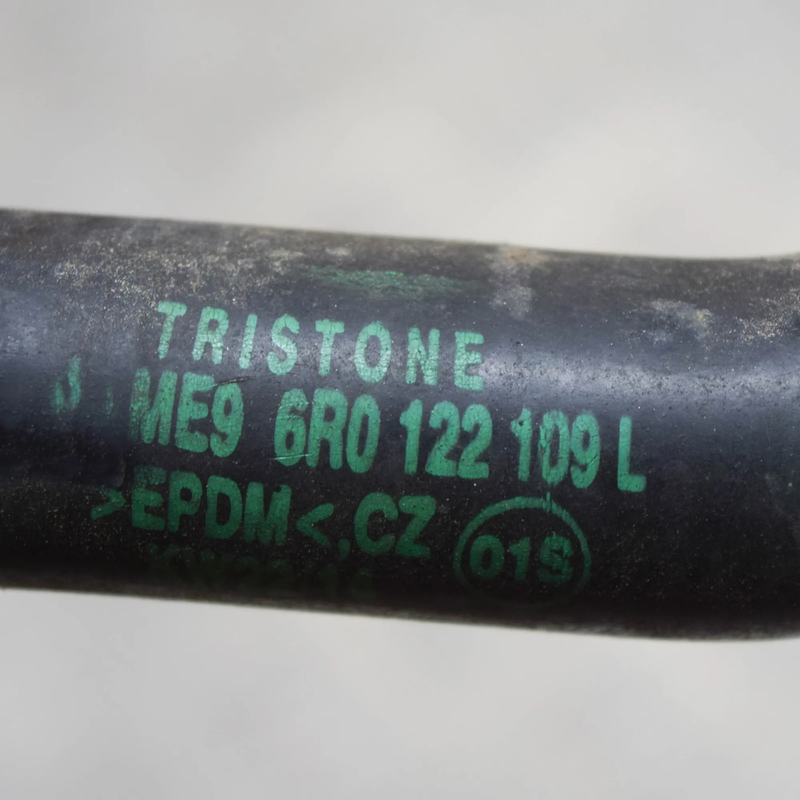 TRISTONE
ME9 6R0 122 109 L
>EPDM<,CZ
01S